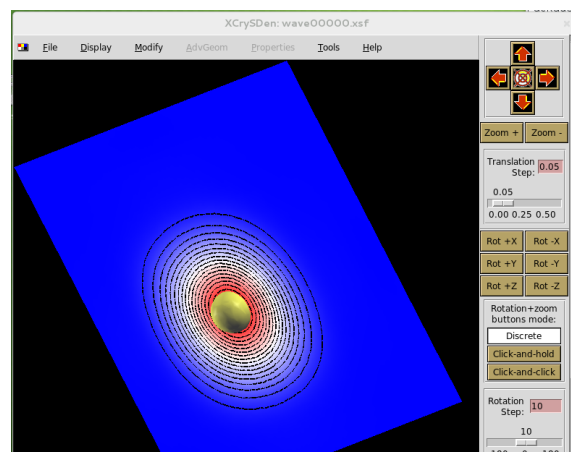 XCrySDen: wave00000.xsf
File Display Modify AdvGeom Properties Tools Help
Zoom + Zoom -
Translation
Step: 0.05
0.05
0.00 0.25 0.50
Rot +X Rot -X
Rot +Y Rot -Y
Rot +Z Rot -Z
Rotation+zoom
buttons mode:
Discrete
Click-and-hold
Click-and-click
Rotation
Step: 10
10